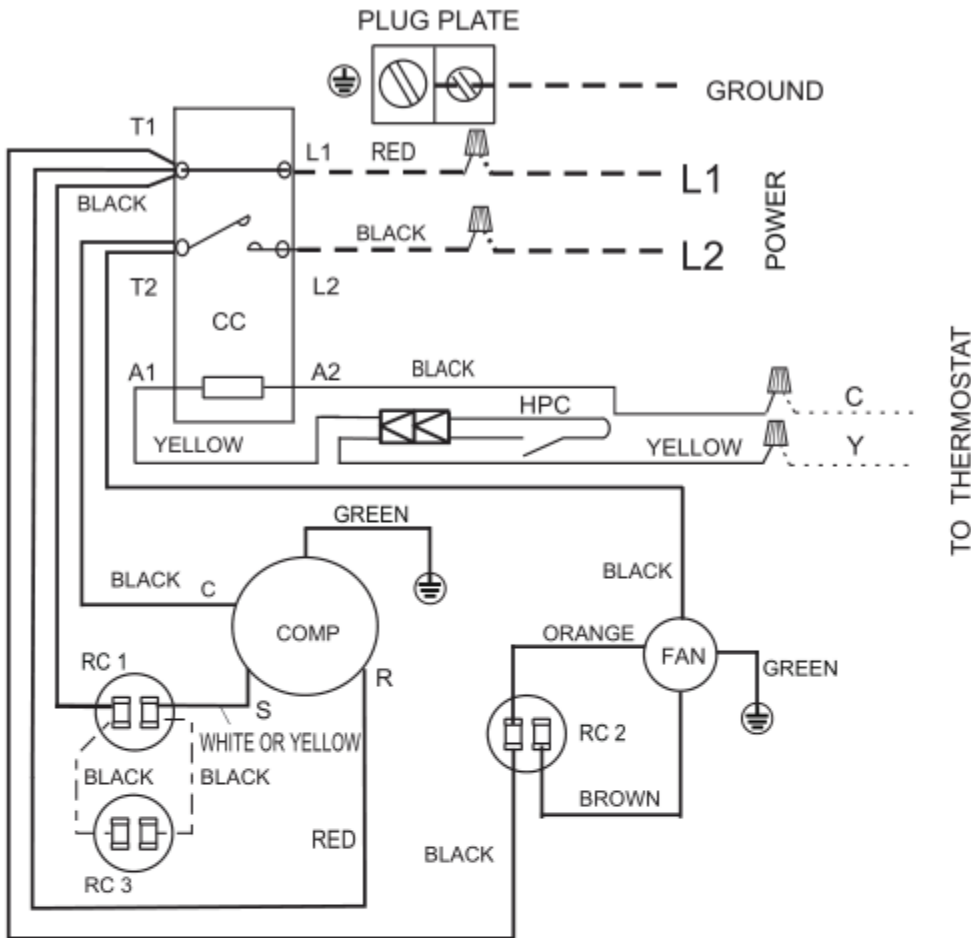 PLUG PLATE
GROUND
T1
L1
RED
L1
BLACK
BLACK
L2
POWER
T2
L2
CC
A1
A2
BLACK
C
HPC
YELLOW
YELLOW
Y
TO THERMOSTAT
GREEN
BLACK
C
BLACK
COMP
ORANGE
FAN
GREEN
RC 1
R
S
WHITE OR YELLOW
RC 2
BLACK
BLACK
BROWN
RED
BLACK
RC 3